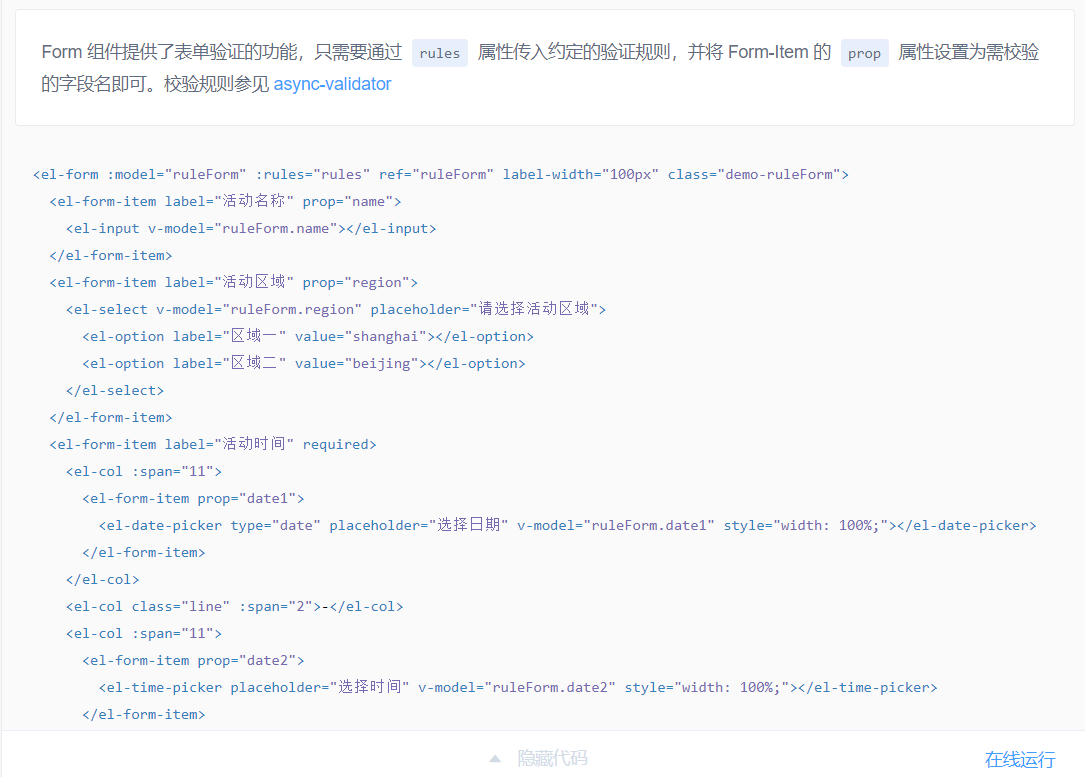 Form 组件提供了表单验证的功能，只需要通过 rules 属性传入约定的验证规则，并将 Form-Item 的 prop 属性设置为需校验
的字段名即可。校验规则参见 async-validator
<el-form :model="ruleForm" :rules="rules" ref="ruleForm" label-width="100px" class="demo-ruleForm">
  <el-form-item label="活动名称" prop="name">
    <el-input v-model="ruleForm.name"></el-input>
  </el-form-item>
  <el-form-item label="活动区域" prop="region">
    <el-select v-model="ruleForm.region" placeholder="请选择活动区域">
      <el-option label="区域一" value="shanghai"></el-option>
      <el-option label="区域二" value="beijing"></el-option>
    </el-select>
  </el-form-item>
  <el-form-item label="活动时间" required>
    <el-col :span="11">
      <el-form-item prop="date1">
        <el-date-picker type="date" placeholder="选择日期" v-model="ruleForm.date1" style="width: 100%;"></el-date-picker>
      </el-form-item>
    </el-col>
    <el-col class="line" :span="2">-</el-col>
    <el-col :span="11">
      <el-form-item prop="date2">
        <el-time-picker placeholder="选择时间" v-model="ruleForm.date2" style="width: 100%;"></el-time-picker>
      </el-form-item>
隐藏代码
在线运行